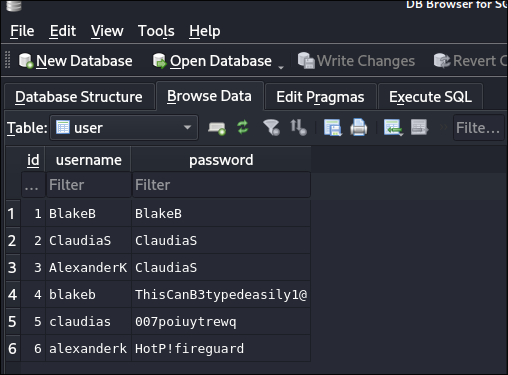 DB Browser for SQ
File Edit View Tools Help
New Database Open Database Write Changes Revert C
Database Structure Browse Data Edit Pragmas Execute SQL
Table: user Filte...
id username password
... Filter Filter
1 1 BlakeB BlakeB
2 2 ClaudiaS ClaudiaS
3 3 AlexanderK ClaudiaS
4 4 blakeb ThisCanB3typedeasily1@
5 5 claudias 007poiuytrewq
6 6 alexanderk HotP!fireguard